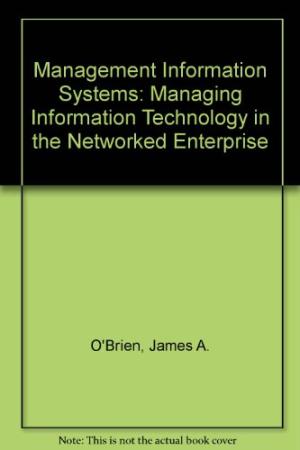 Management Information
Systems: Managing
Information Technology in
the Networked Enterprise
O'Brien, James A.
Note: This is not the actual book cover